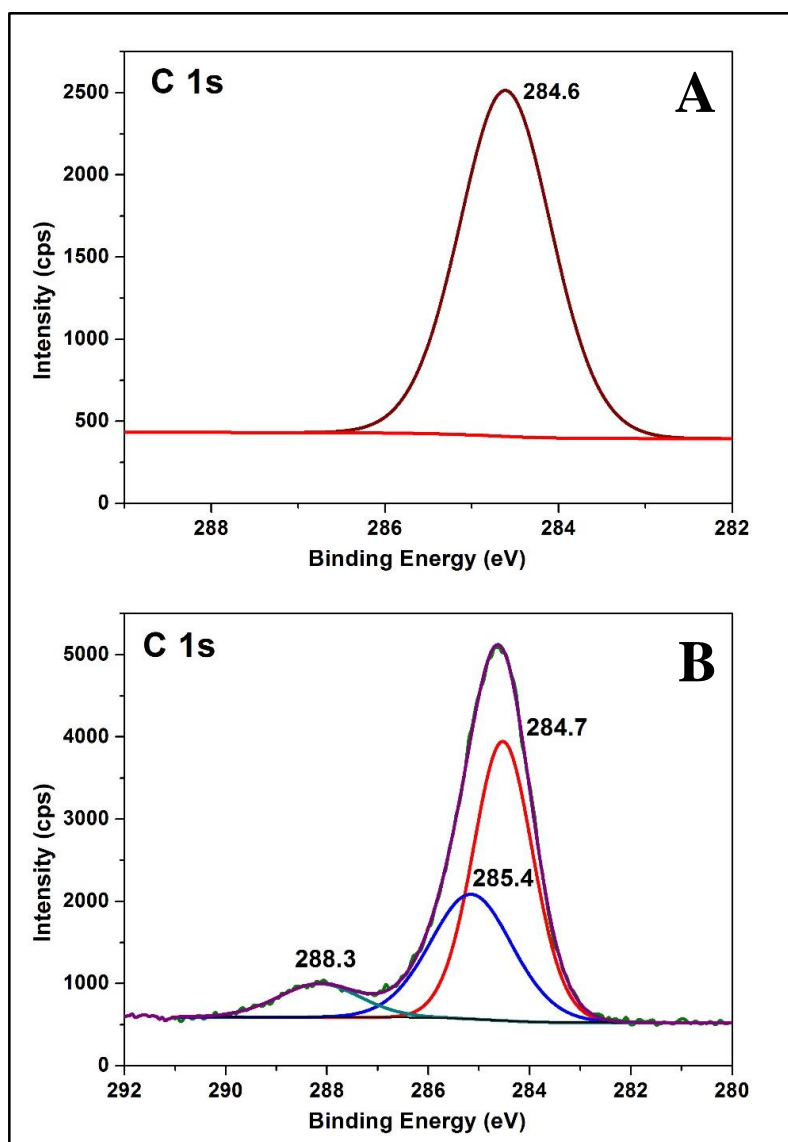 C 1s
A
284.6
2500
2000
1500
1000
500
0
Intensity (cps)
288 286 284 282
Binding Energy (eV)
C 1s
B
5000
4000
3000
2000
1000
0
Intensity (cps)
284.7
285.4
288.3
292 290 288 286 284 282 280
Binding Energy (eV)